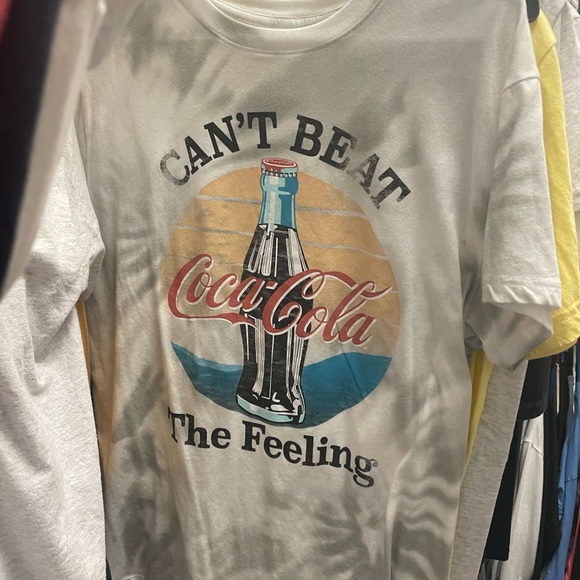 CAN'T BEAT
Coca-Cola
The Feeling